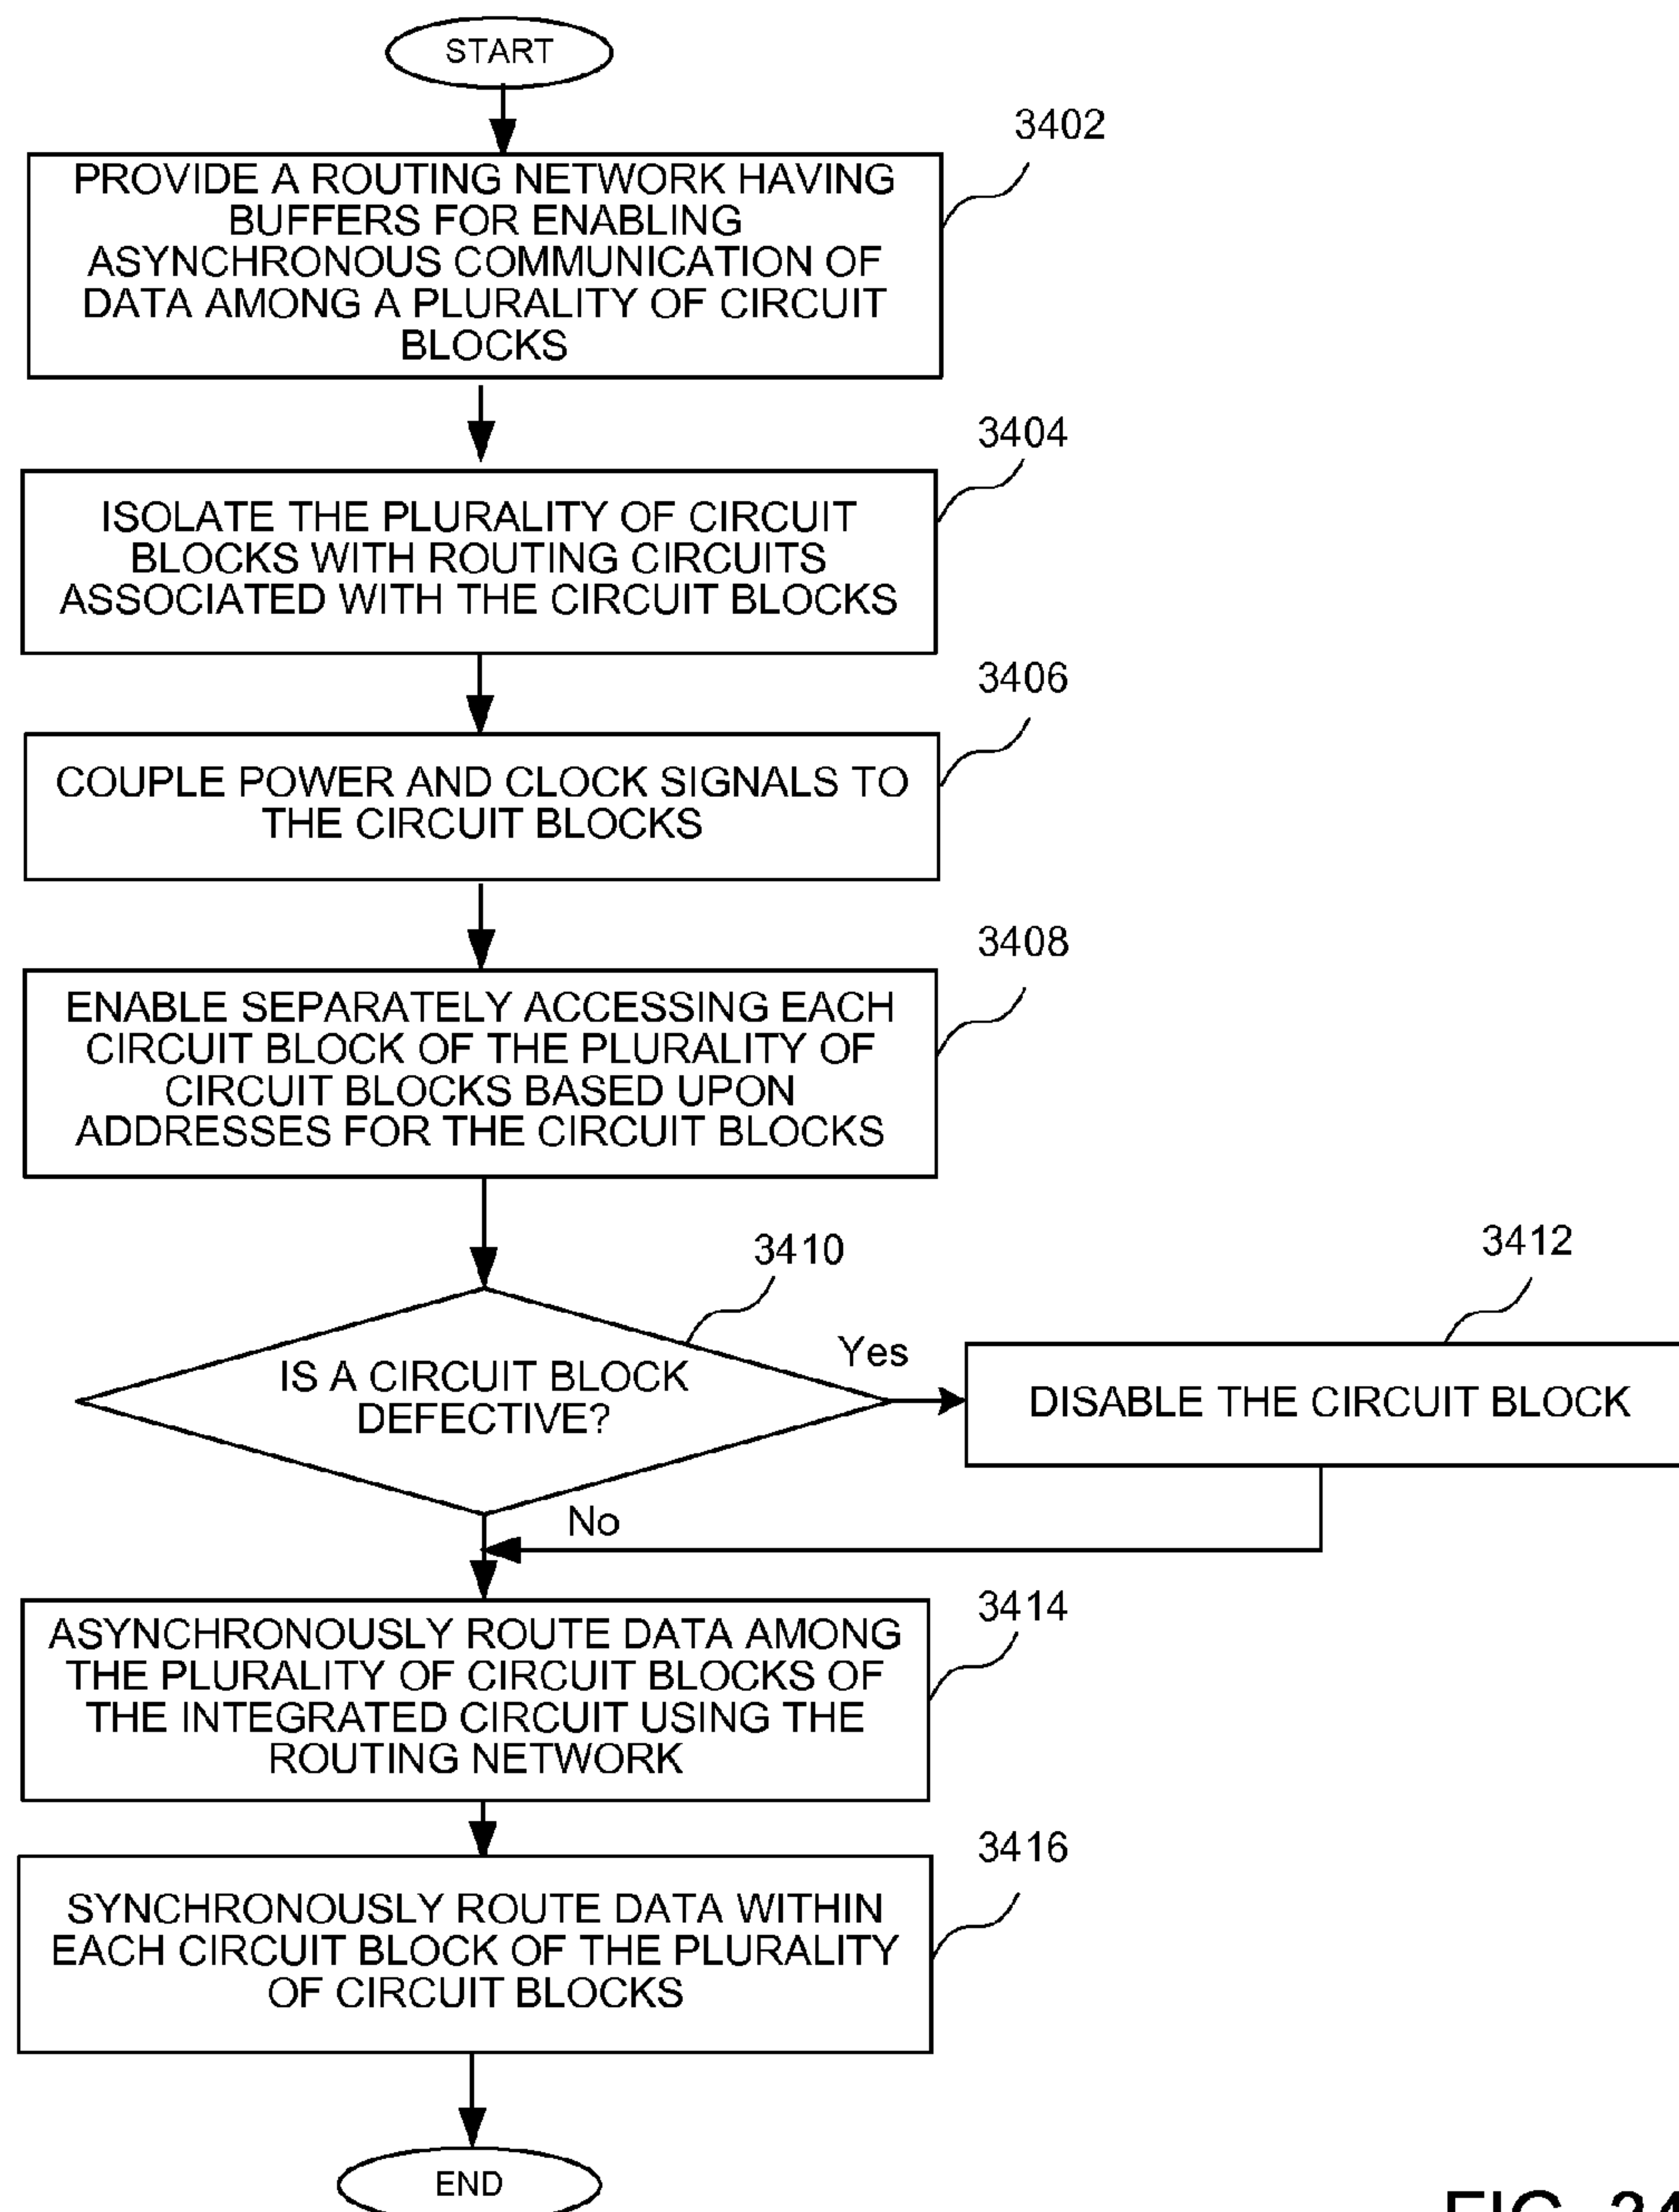 START
3402
PROVIDE A ROUTING NETWORK HAVING
BUFFERS FOR ENABLING
ASYNCHRONOUS COMMUNICATION OF
DATA AMONG A PLURALITY OF CIRCUIT
BLOCKS
3404
ISOLATE THE PLURALITY OF CIRCUIT
BLOCKS WITH ROUTING CIRCUITS
ASSOCIATED WITH THE CIRCUIT BLOCKS
3406
COUPLE POWER AND CLOCK SIGNALS TO
THE CIRCUIT BLOCKS
3408
ENABLE SEPARATELY ACCESSING EACH
CIRCUIT BLOCK OF THE PLURALITY OF
CIRCUIT BLOCKS BASED UPON
ADDRESSES FOR THE CIRCUIT BLOCKS
3410
IS A CIRCUIT BLOCK
DEFECTIVE?
Yes
3412
DISABLE THE CIRCUIT BLOCK
No
3414
ASYNCHRONOUSLY ROUTE DATA AMONG
THE PLURALITY OF CIRCUIT BLOCKS OF
THE INTEGRATED CIRCUIT USING THE
ROUTING NETWORK
3416
SYNCHRONOUSLY ROUTE DATA WITHIN
EACH CIRCUIT BLOCK OF THE PLURALITY
OF CIRCUIT BLOCKS
END
FIG. 34